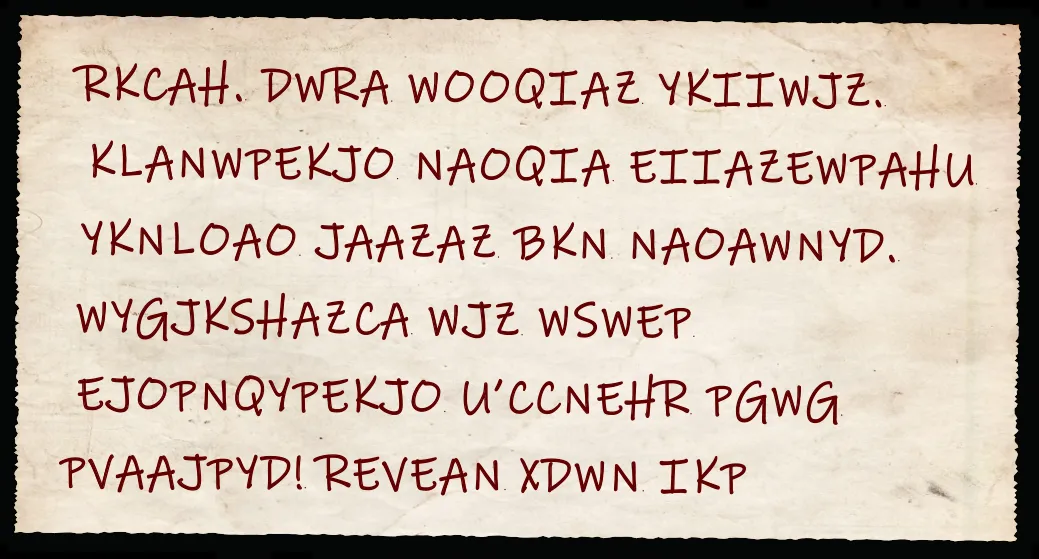 RKCAH. DWRA WOOQIAZ YKIIWJZ.
KLANWPEKJO NAOQIA EIIAZEWPAHU
YKNLOAO JAAZAZ BKN NAOAWNYD.
WYGJKSHAZCA WJZ WSWEP
EJOPNQYPEKJO U'CCNEHR PGWG
PVAAJPYD! REVEAN XDWN IKP